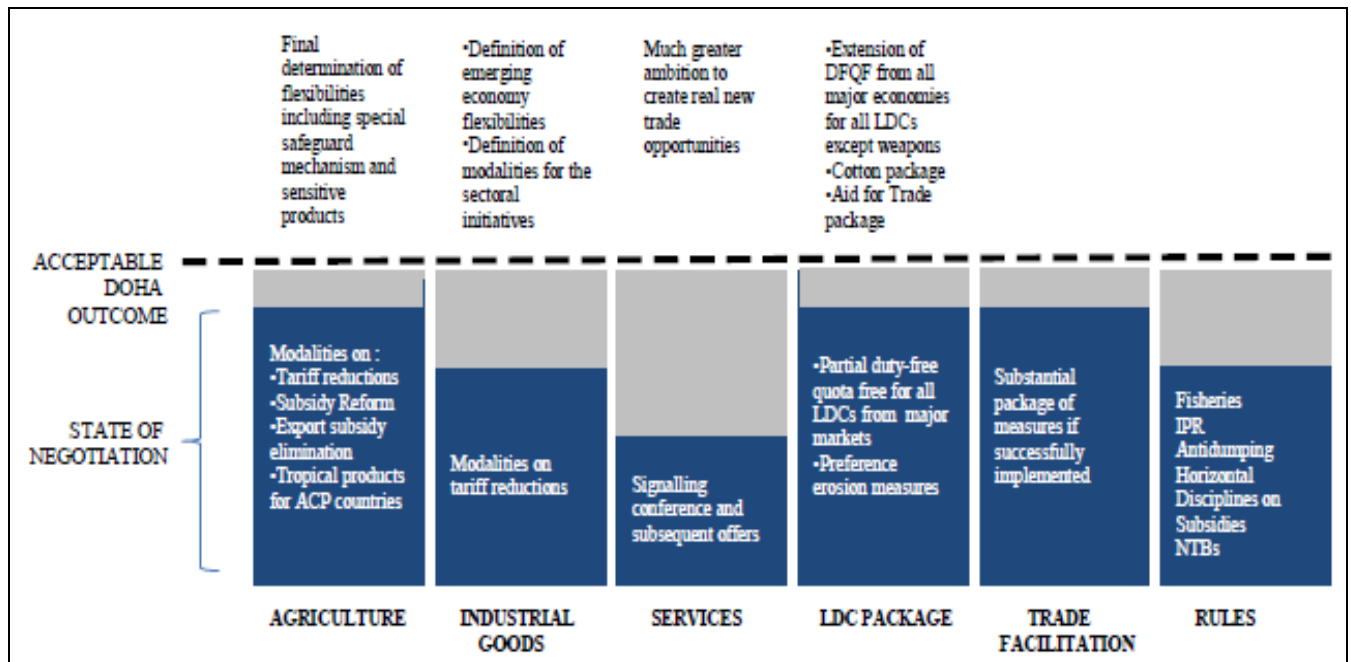 Final
determination of
flexibilities
including special
safeguard
mechanism and
sensitive
products
•Definition of
emerging
economy
flexibilities
•Definition of
modalities for the
sectoral
initiatives
Much greater
ambition to
create real new
trade
opportunities
•Extension of
DFQF from all
major economies
for all LDCs
except weapons
•Cotton package
•Aid for Trade
package
ACCEPTABLE
DOHA
OUTCOME
STATE OF
NEGOTIATION
Modalities on :
•Tariff reductions
•Subsidy Reform
•Export subsidy
elimination
•Tropical products
for ACP countries
Modalities on
tariff reductions
Signalling
conference and
subsequent offers
•Partial duty-free
quota free for all
LDCs from major
markets
•Preference
erosion measures
Substantial
package of
measures if
successfully
implemented
Fisheries
IPR
Antidumping
Horizontal
Disciplines on
Subsidies
NTBs
AGRICULTURE
INDUSTRIAL
GOODS
SERVICES
LDC PACKAGE
TRADE
FACILITATION
RULES